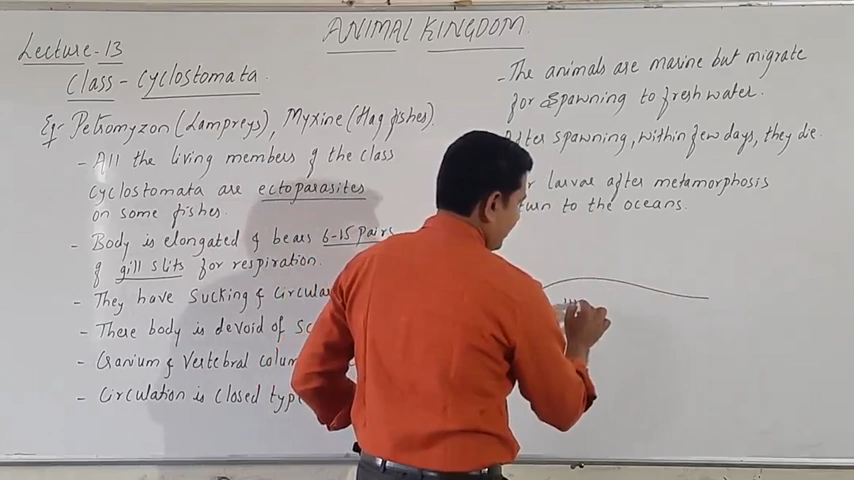 ANIMAL KINGDOM.
Lecture-13
Class - Cyclostomata.
Eg- Petromyzon (Lampreys), Myxine (Hag fishes).
- All the living members of the class
cyclostomata are ectoparasites
on some fishes.
- Body is elongated & bears 6-15 pairs
of gill slits for respiration.
- They have sucking & circular
- There body is devoid of
- Cranium & Vertebral
- Circulation is closed
- The animals are marine but migrate
for spawning to fresh water.
After spawning, within few days, they die.
larvae after metamorphosis
to the oceans.